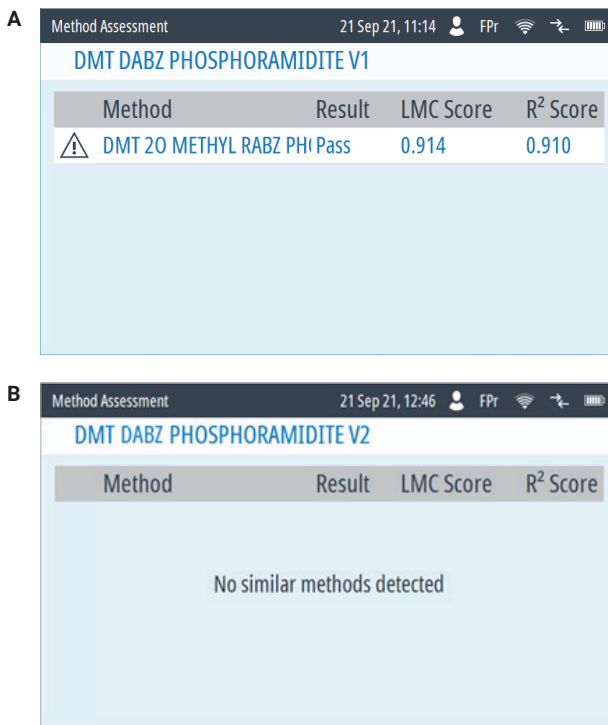 A
Method Assessment 21 Sep 21, 11:14 FPr
DMT DABZ PHOSPHORAMIDITE V1
Method Result LMC Score R² Score
DMT 2O METHYL RABZ PH Pass 0.914 0.910
B
Method Assessment 21 Sep 21, 12:46 FPr
DMT DABZ PHOSPHORAMIDITE V2
Method Result LMC Score R² Score
No similar methods detected